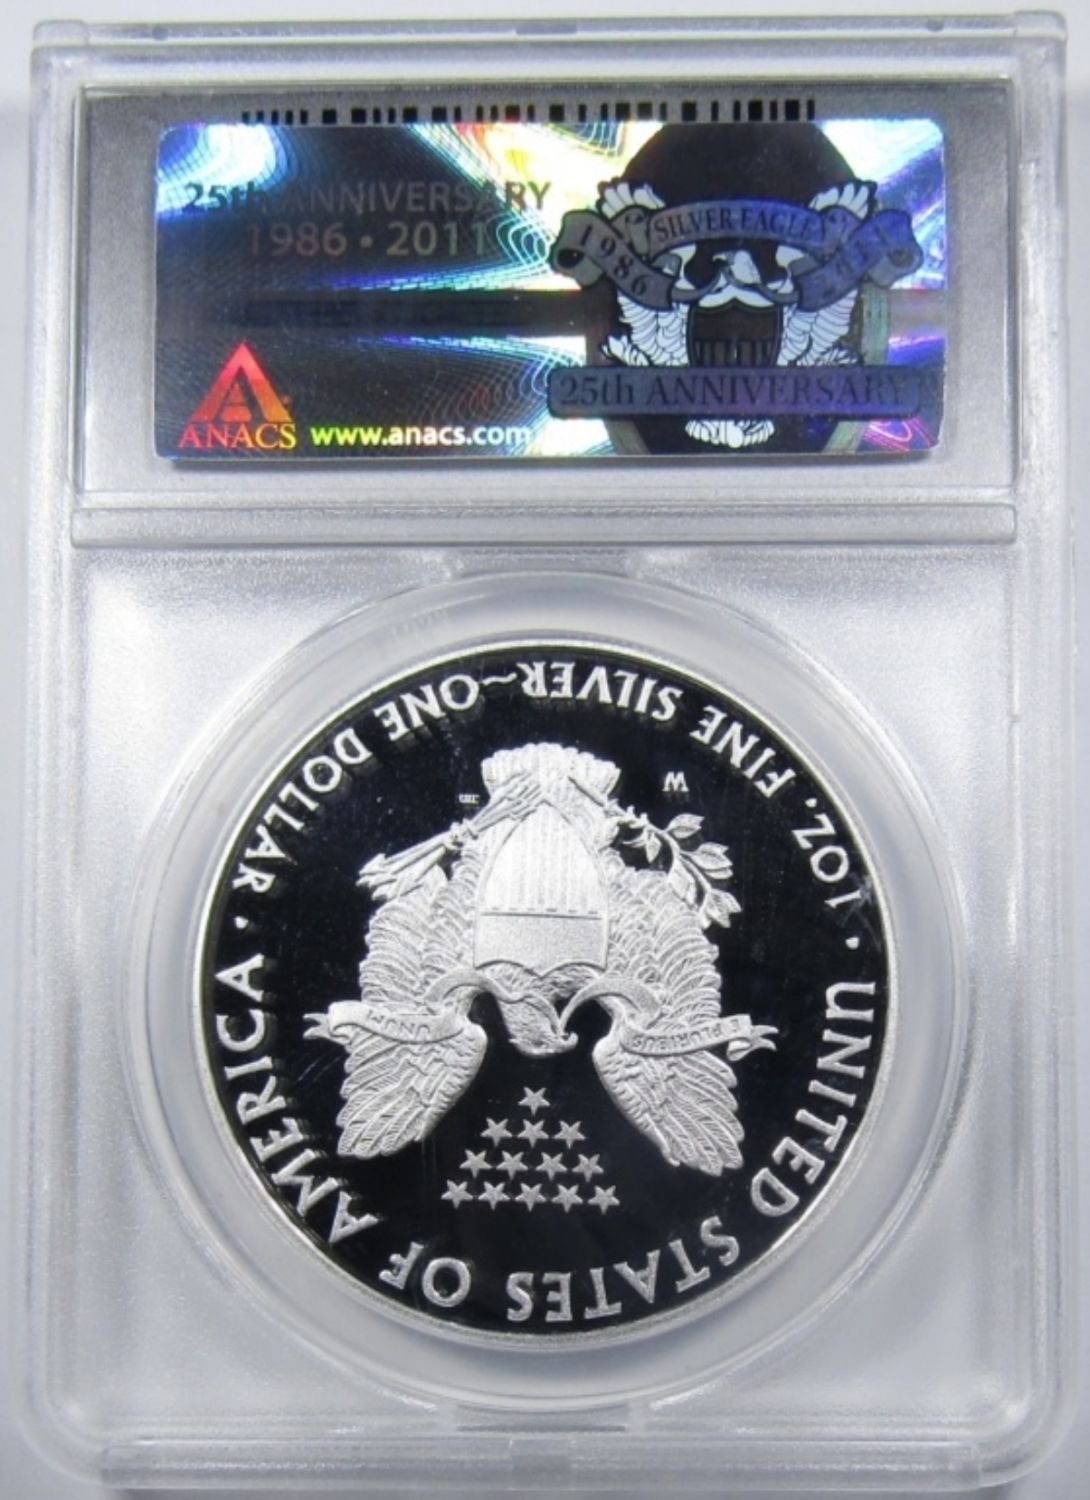 25th ANNIVERSARY
1986 • 2011
SILVER EAGLE
1986
2011
25th ANNIVERSARY
ANACS
www.anacs.com
UNITED STATES OF AMERICA · 1 OZ. FINE SILVER~ONE DOLLAR ·
W
E PLURIBUS
UNUM